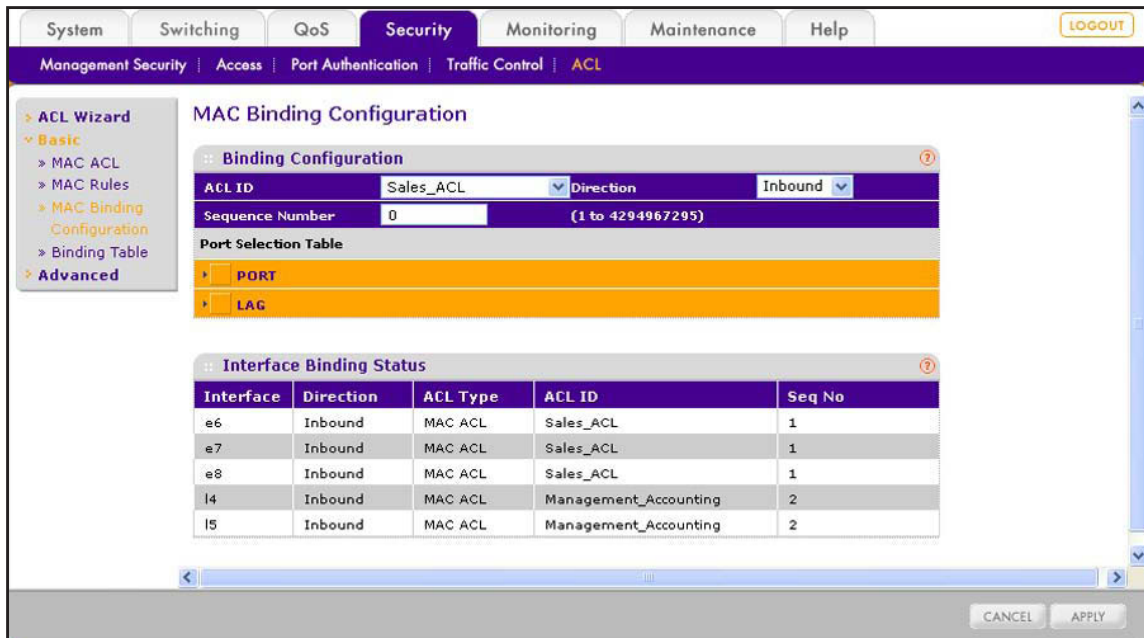 System Switching QoS Security Monitoring Maintenance Help LOGOUT
Management Security | Access | Port Authentication | Traffic Control | ACL
ACL Wizard
Basic
» MAC ACL
» MAC Rules
» MAC Binding
Configuration
» Binding Table
Advanced
MAC Binding Configuration
Binding Configuration ?
ACL ID Sales_ACL Direction Inbound
Sequence Number 0 (1 to 4294967295)
Port Selection Table
PORT
LAG
Interface Binding Status ?
Interface Direction ACL Type ACL ID Seq No
e6 Inbound MAC ACL Sales_ACL 1
e7 Inbound MAC ACL Sales_ACL 1
e8 Inbound MAC ACL Sales_ACL 1
l4 Inbound MAC ACL Management_Accounting 2
l5 Inbound MAC ACL Management_Accounting 2
CANCEL APPLY